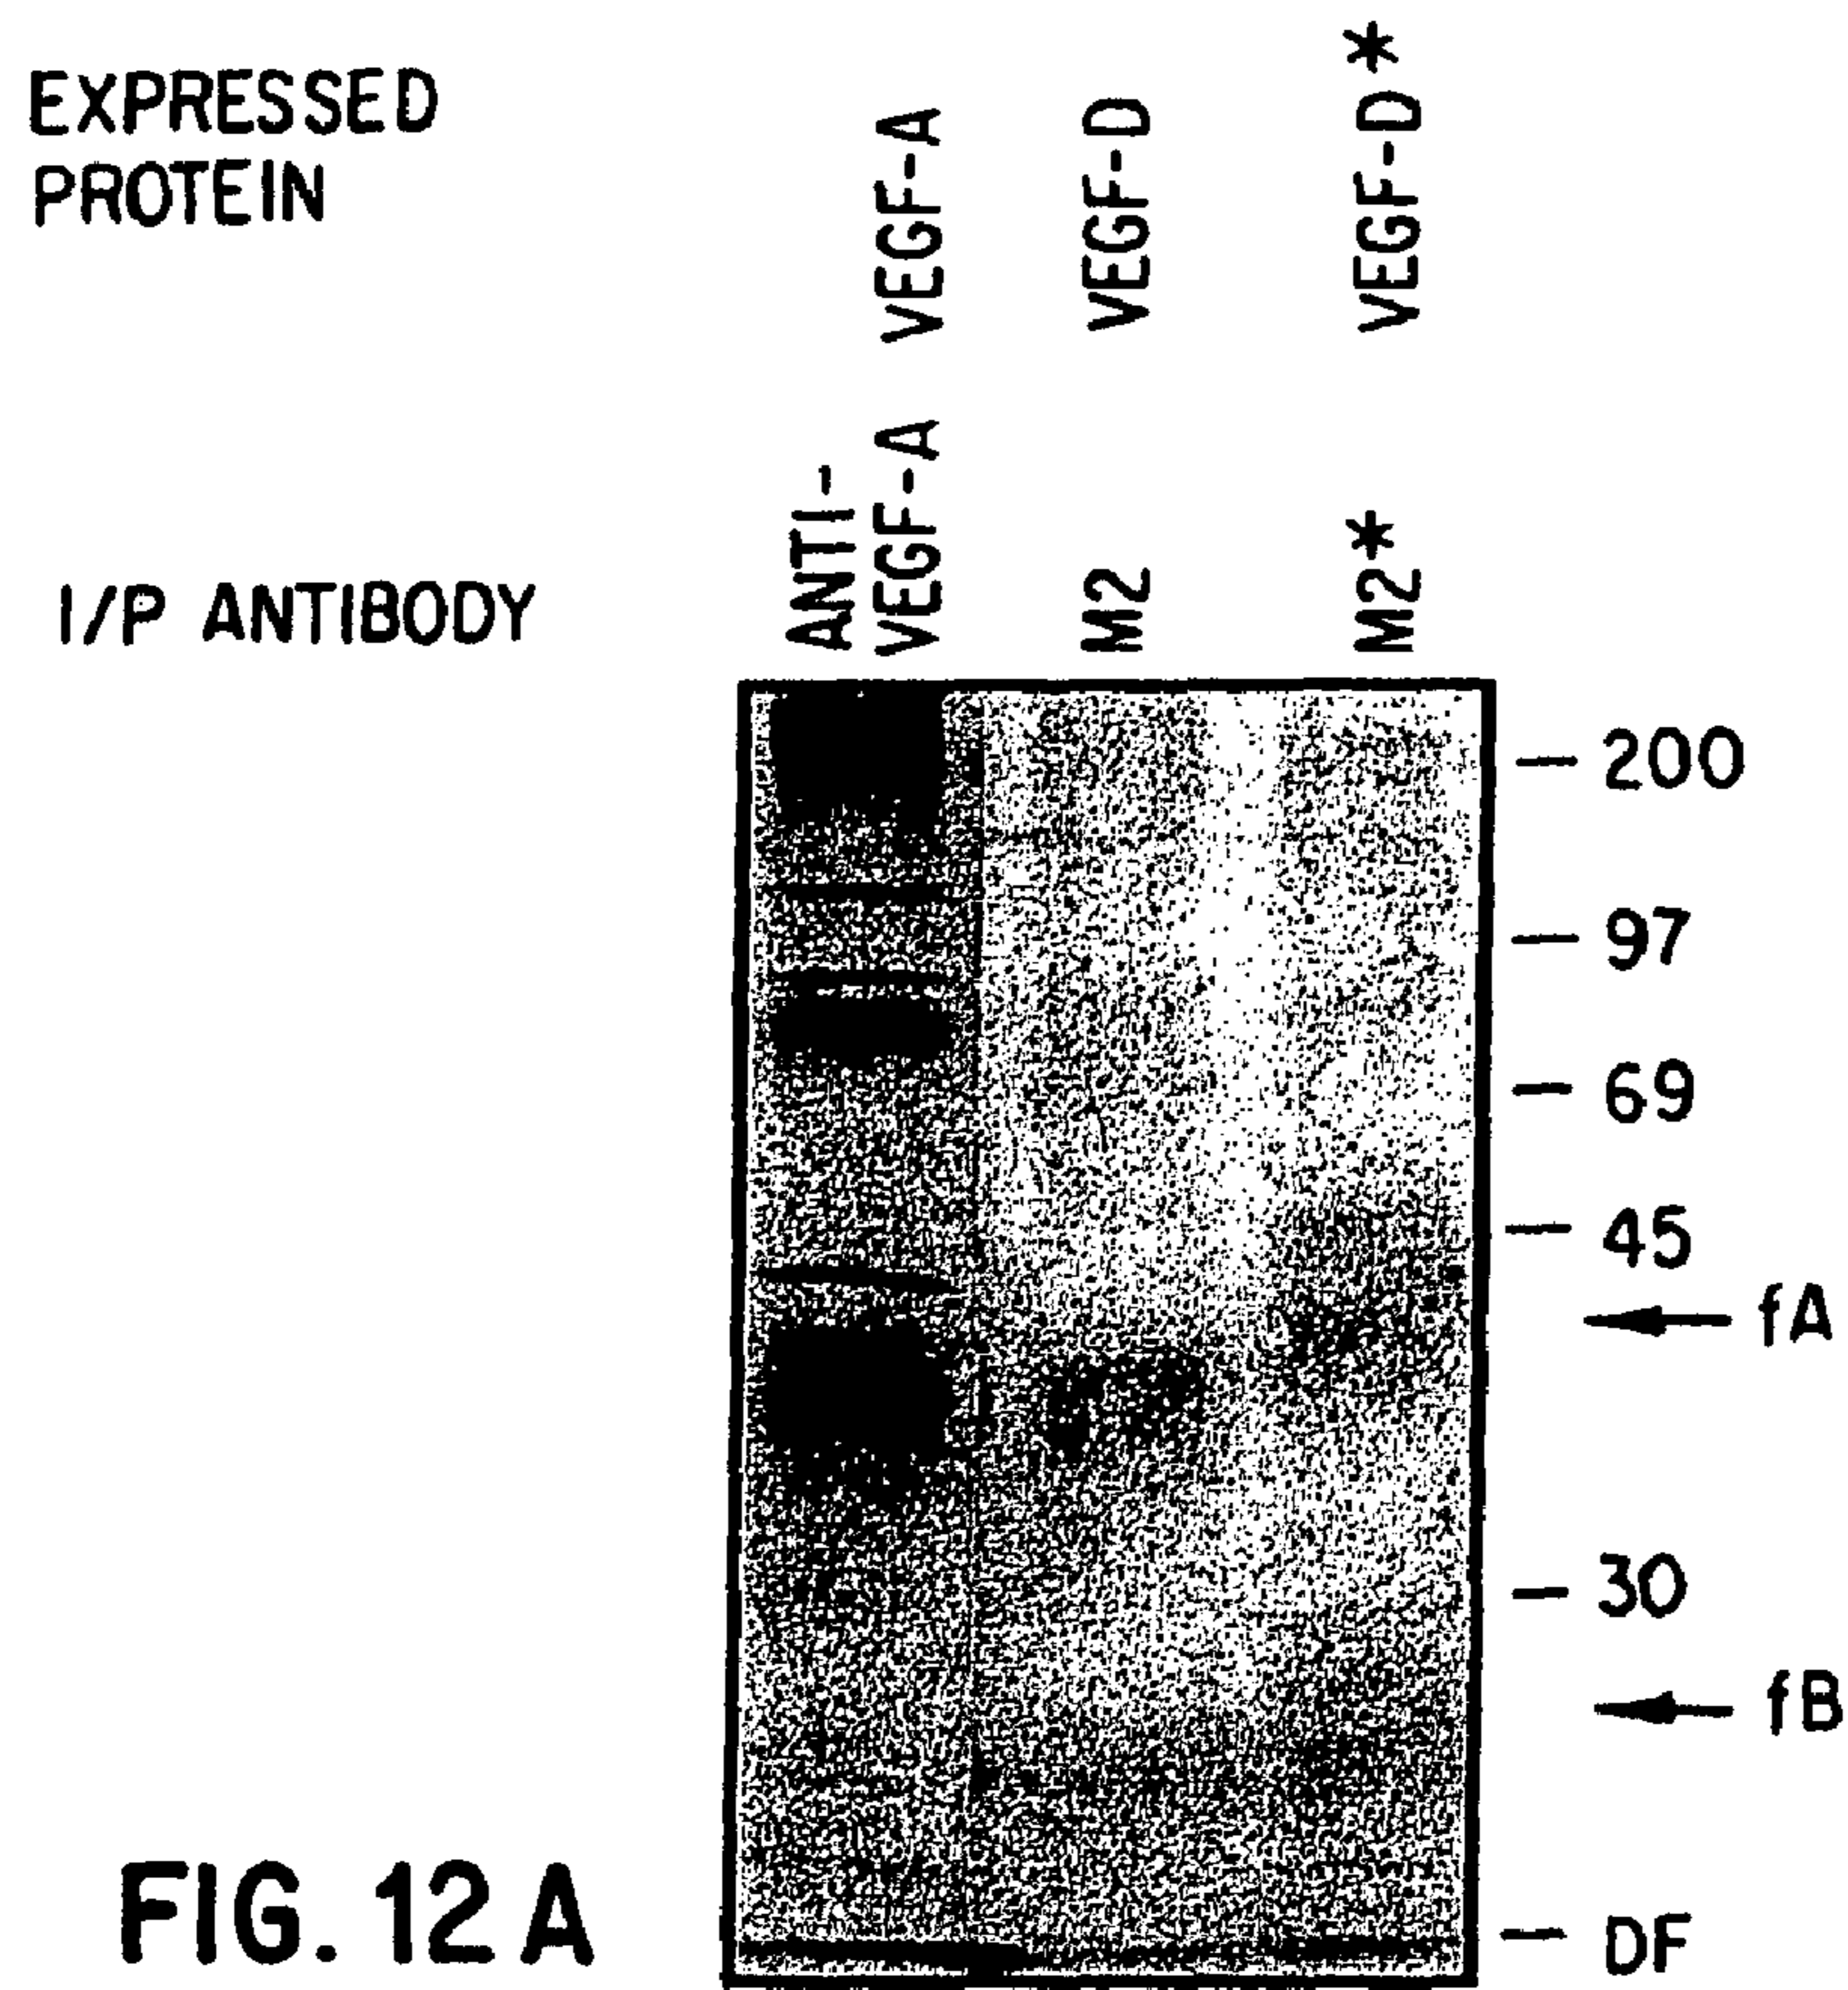 EXPRESSED
PROTEIN
VEGF-A
VEGF-D
VEGF-D*
I/P ANTIBODY
ANTI-
VEGF-A
M2
M2*
200
97
69
45
fA
30
fB
DF
FIG. 12A